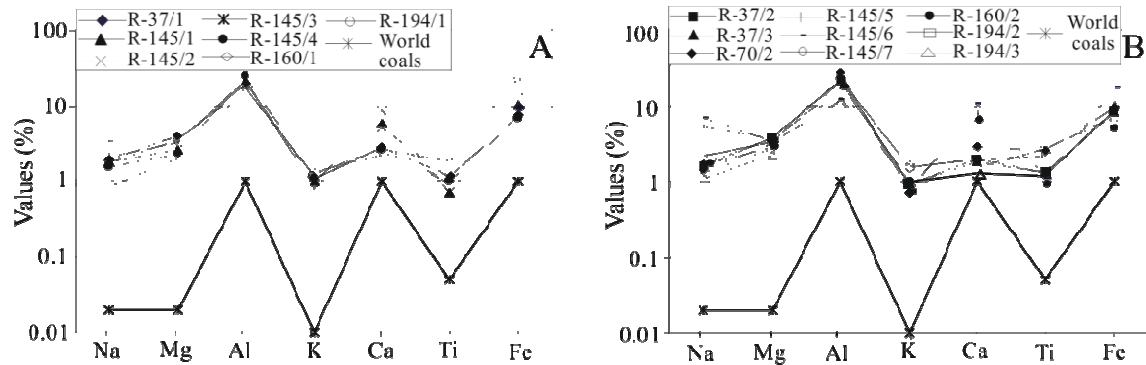 100
10
1
0.1
0.01
Values (%)
R-37/1 R-145/3 R-194/1
R-145/1 R-145/4 World
R-145/2 R-160/1 coals
A
Na Mg Al K Ca Ti Fe
100
10
1
0.1
0.01
Values (%)
R-37/2 R-145/5 R-160/2 World
R-37/3 R-145/6 R-194/2 coals
R-70/2 R-145/7 R-194/3
B
Na Mg Al K Ca Ti Fe